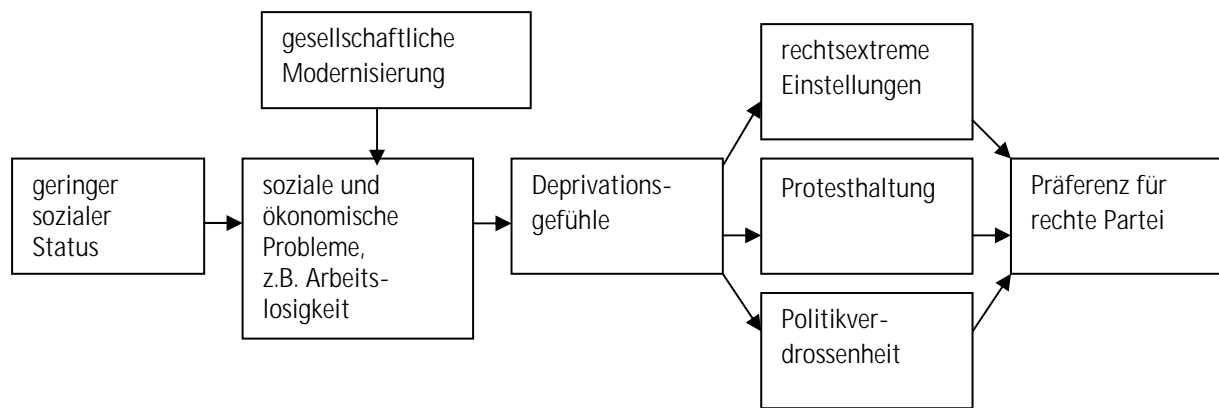 gesellschaftliche
Modernisierung
rechtsextreme
Einstellungen
geringer
sozialer
Status
soziale und
ökonomische
Probleme,
z.B. Arbeits-
losigkeit
Deprivations-
gefühle
Protesthaltung
Präferenz für
rechte Partei
Politikver-
drossenheit